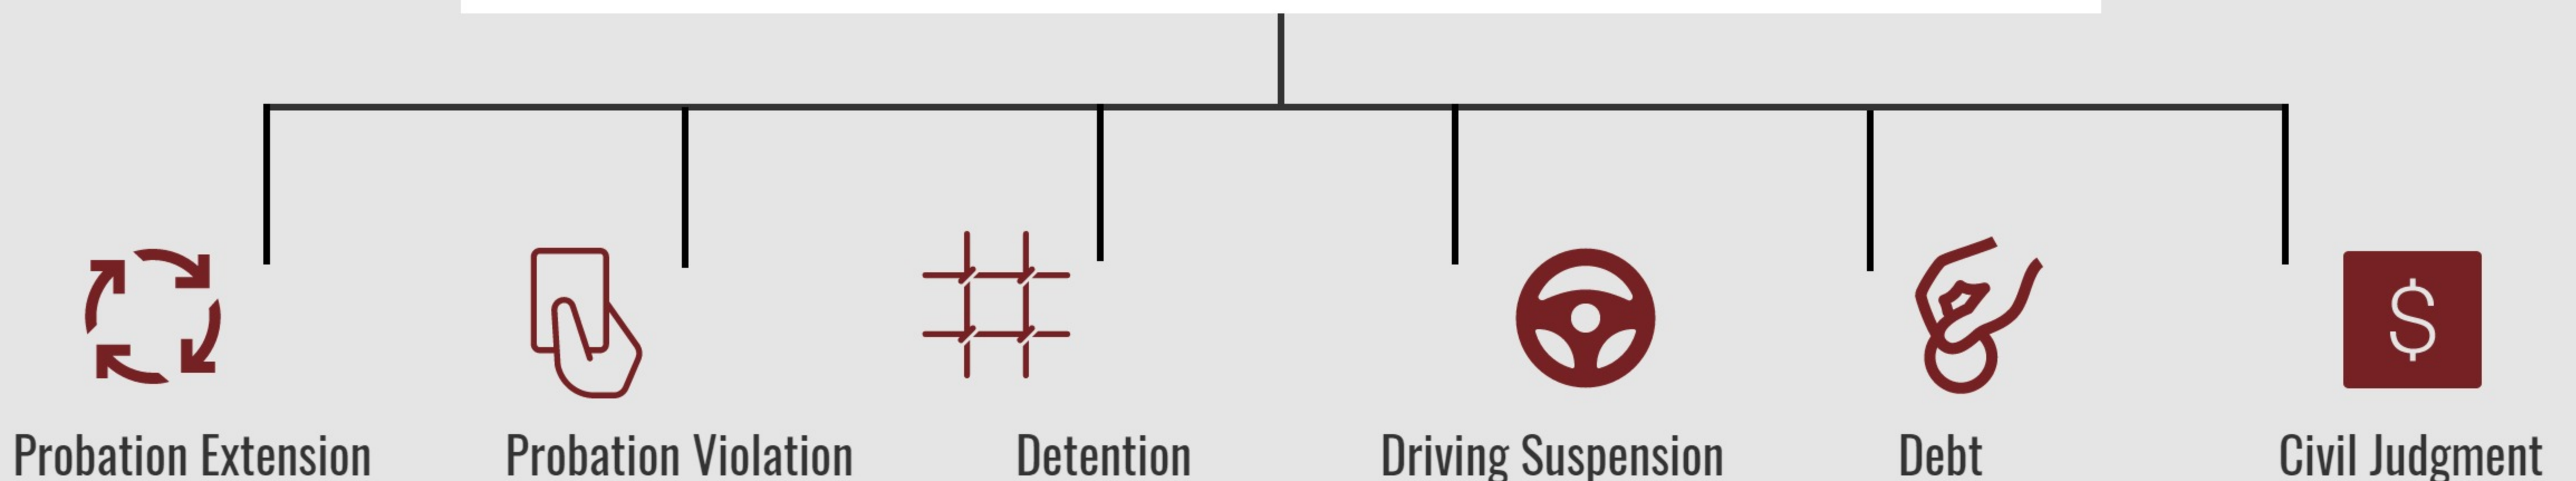 Probation Extension
Probation Violation
Detention
Driving Suspension
Debt
Civil Judgment
$